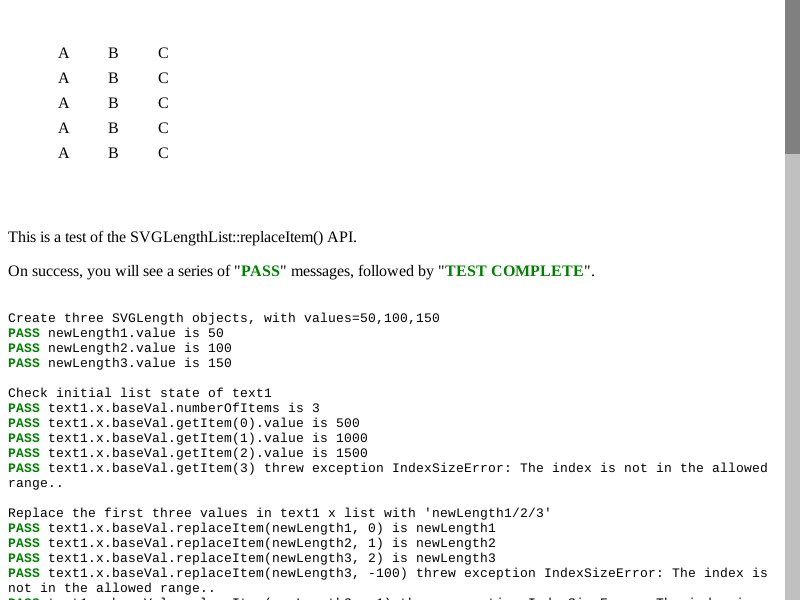 A B C
A B C
A B C
A B C
A B C
This is a test of the SVGLengthList::replaceItem() API.
On success, you will see a series of "PASS" messages, followed by "TEST COMPLETE".
Create three SVGLength objects, with values=50,100,150
PASS newLength1.value is 50
PASS newLength2.value is 100
PASS newLength3.value is 150
Check initial list state of text1
PASS text1.x.baseVal.numberOfItems is 3
PASS text1.x.baseVal.getItem(0).value is 500
PASS text1.x.baseVal.getItem(1).value is 1000
PASS text1.x.baseVal.getItem(2).value is 1500
PASS text1.x.baseVal.getItem(3) threw exception IndexSizeError: The index is not in the allowed
range..
Replace the first three values in text1 x list with 'newLength1/2/3'
PASS text1.x.baseVal.replaceItem(newLength1, 0) is newLength1
PASS text1.x.baseVal.replaceItem(newLength2, 1) is newLength2
PASS text1.x.baseVal.replaceItem(newLength3, 2) is newLength3
PASS text1.x.baseVal.replaceItem(newLength3, -100) threw exception IndexSizeError: The index is
not in the allowed range..